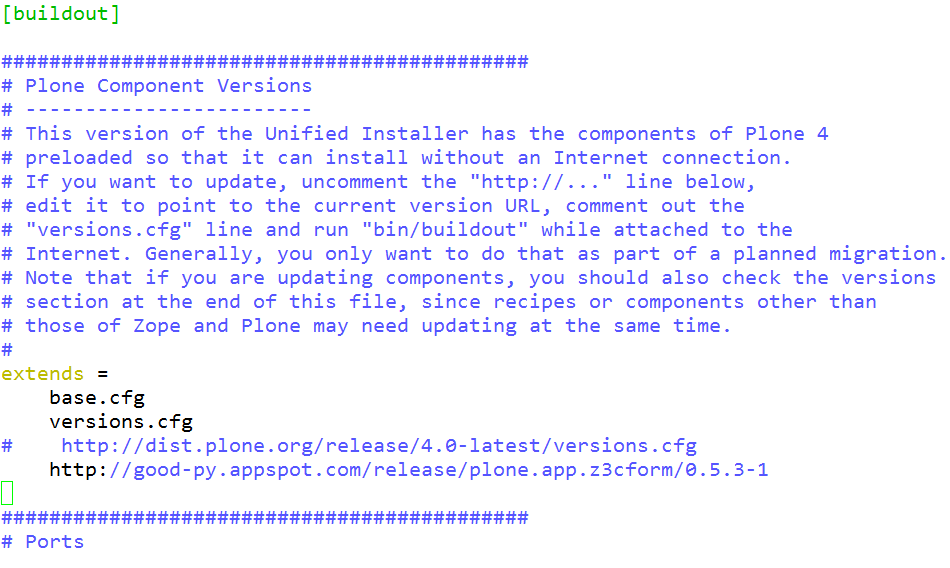 [buildout]
############################################
# Plone Component Versions
# ------------------------
# This version of the Unified Installer has the components of Plone 4
# preloaded so that it can install without an Internet connection.
# If you want to update, uncomment the "http://..." line below,
# edit it to point to the current version URL, comment out the
# "versions.cfg" line and run "bin/buildout" while attached to the
# Internet. Generally, you only want to do that as part of a planned migration.
# Note that if you are updating components, you should also check the versions
# section at the end of this file, since recipes or components other than
# those of Zope and Plone may need updating at the same time.
#
extends =
    base.cfg
    versions.cfg
#    http://dist.plone.org/release/4.0-latest/versions.cfg
    http://good-py.appspot.com/release/plone.app.z3cform/0.5.3-1
############################################
# Ports